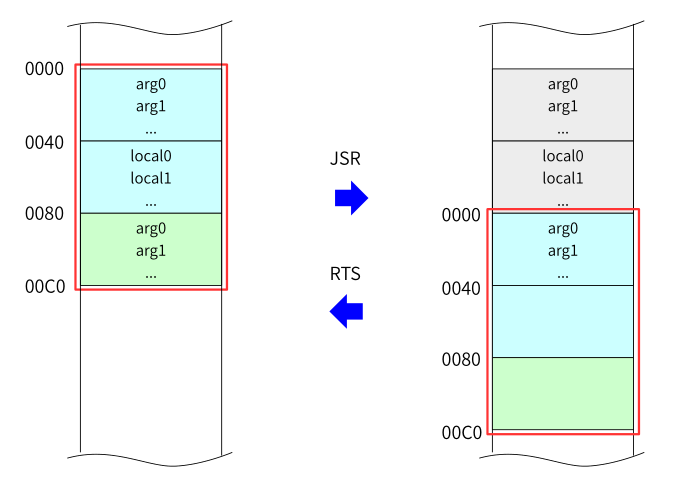 0000
arg0
arg1
...
0040
local0
local1
...
0080
arg0
arg1
...
00C0
JSR
RTS
arg0
arg1
...
local0
local1
...
0000
arg0
arg1
...
0040
0080
00C0